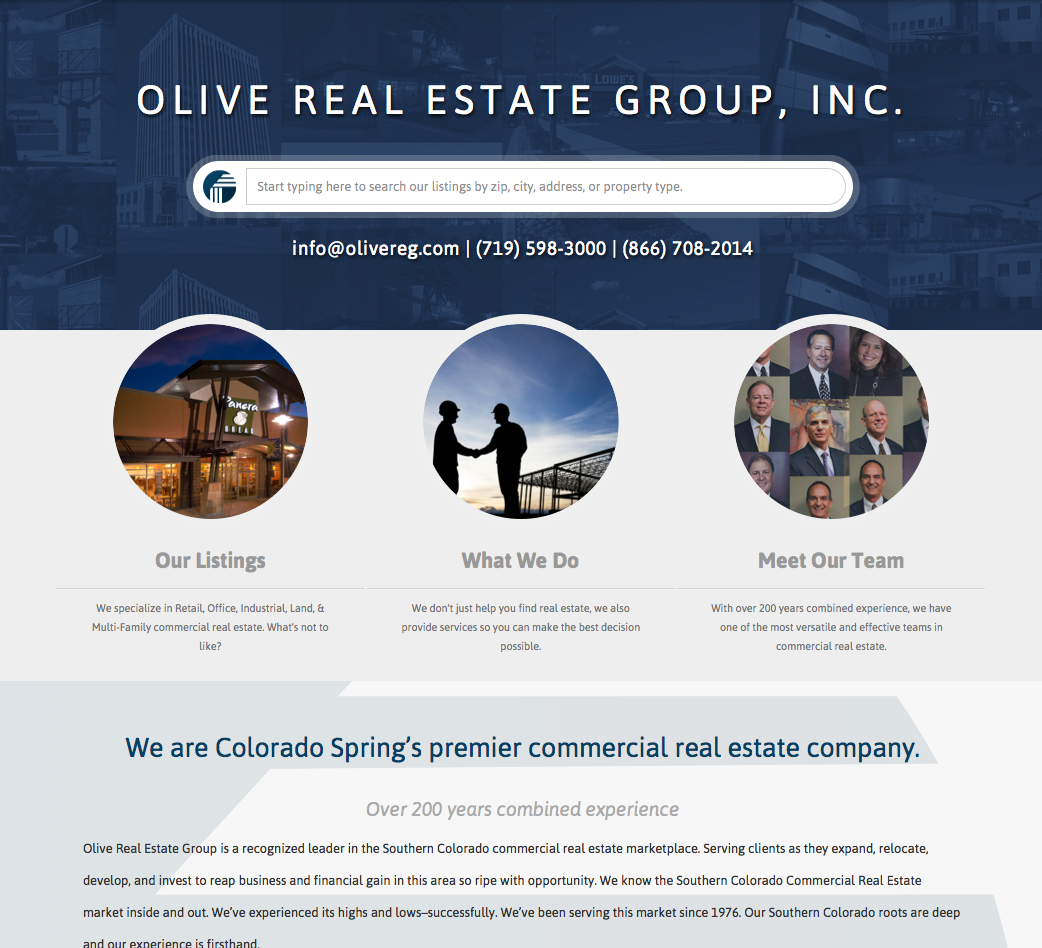 LOWE'S
OLIVE REAL ESTATE GROUP, INC.
Start typing here to search our listings by zip, city, address, or property type.
info@olivereg.com | (719) 598-3000 | (866) 708-2014
Panera
BREAD
Our Listings
What We Do
Meet Our Team
We specialize in Retail, Office, Industrial, Land, &
Multi-Family commercial real estate. What's not to
like?
We don't just help you find real estate, we also
provide services so you can make the best decision
possible.
With over 200 years combined experience, we have
one of the most versatile and effective teams in
commercial real estate.
We are Colorado Spring’s premier commercial real estate company.
Over 200 years combined experience
Olive Real Estate Group is a recognized leader in the Southern Colorado commercial real estate marketplace. Serving clients as they expand, relocate,
develop, and invest to reap business and financial gain in this area so ripe with opportunity. We know the Southern Colorado Commercial Real Estate
market inside and out. We’ve experienced its highs and lows–successfully. We’ve been serving this market since 1976. Our Southern Colorado roots are deep
and our experience is firsthand.